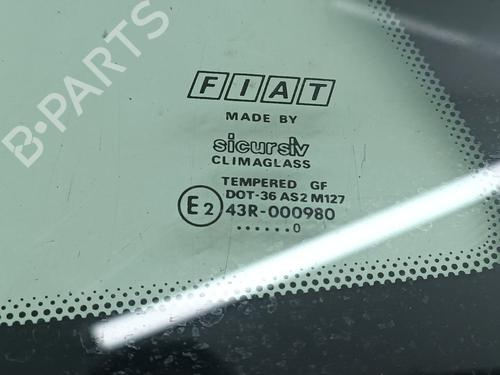 B-PARTS
FIAT
MADE BY
sicursiv
CLIMAGLASS
TEMPERED GF
DOT-36 AS2 M127
E2 43R-000980
......0